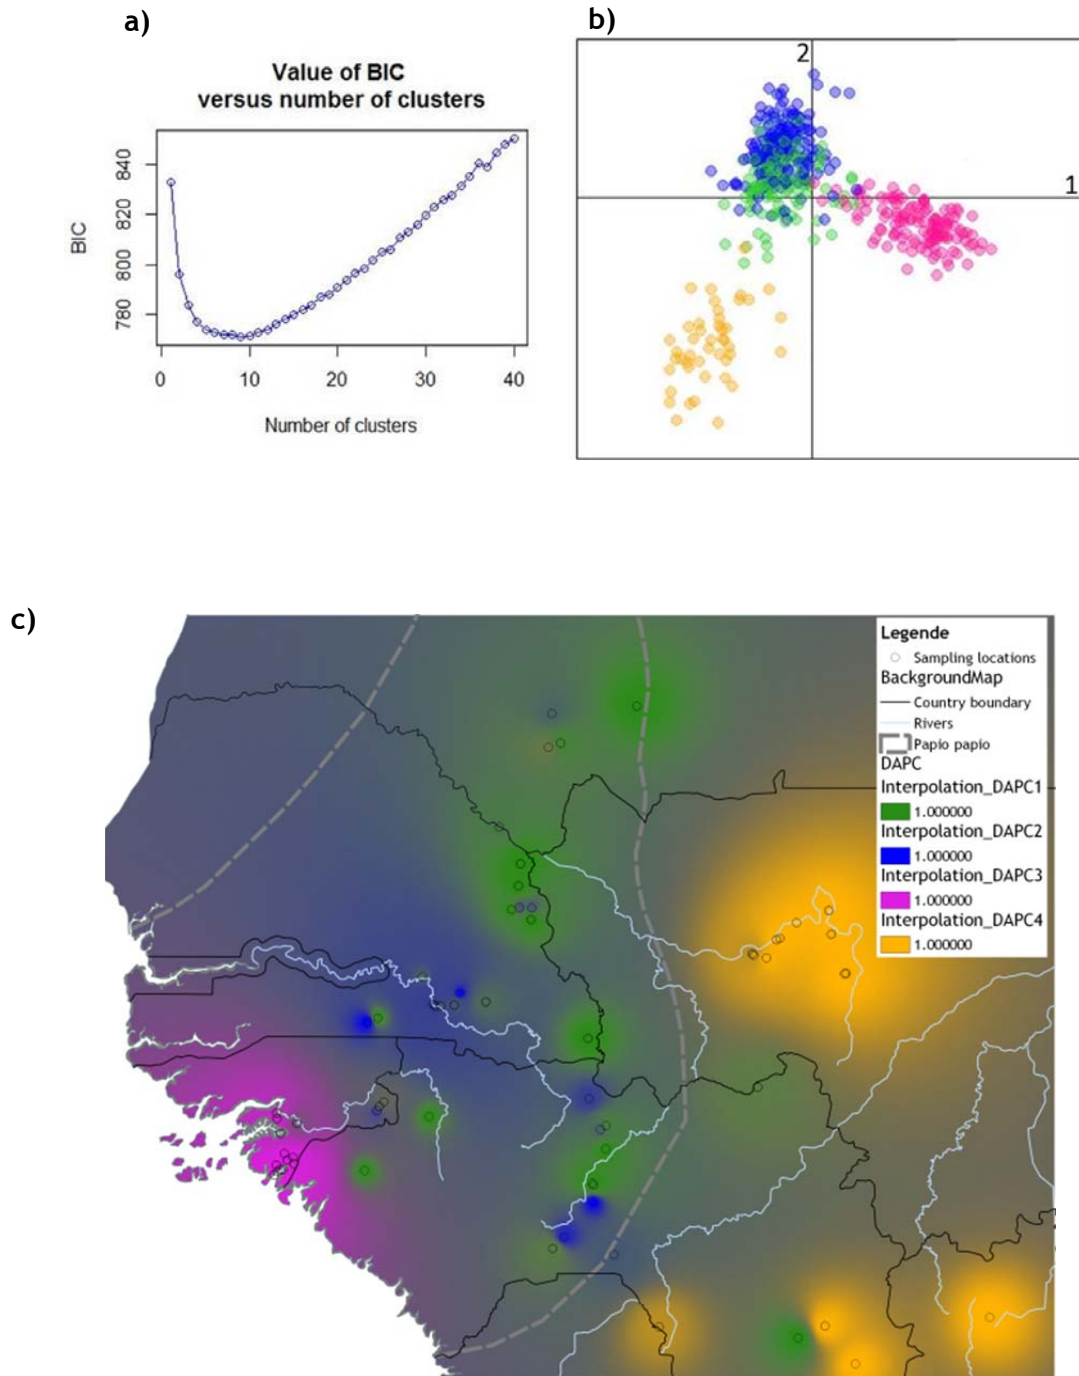 a)
Value of BIC
versus number of clusters
BIC
840
820
800
780
0 10 20 30 40
Number of clusters
b)
2
1
c)
Legende
Sampling locations
BackgroundMap
Country boundary
Rivers
Papio papio
DAPC
Interpolation_DAPC1
1.000000
Interpolation_DAPC2
1.000000
Interpolation_DAPC3
1.000000
Interpolation_DAPC4
1.000000